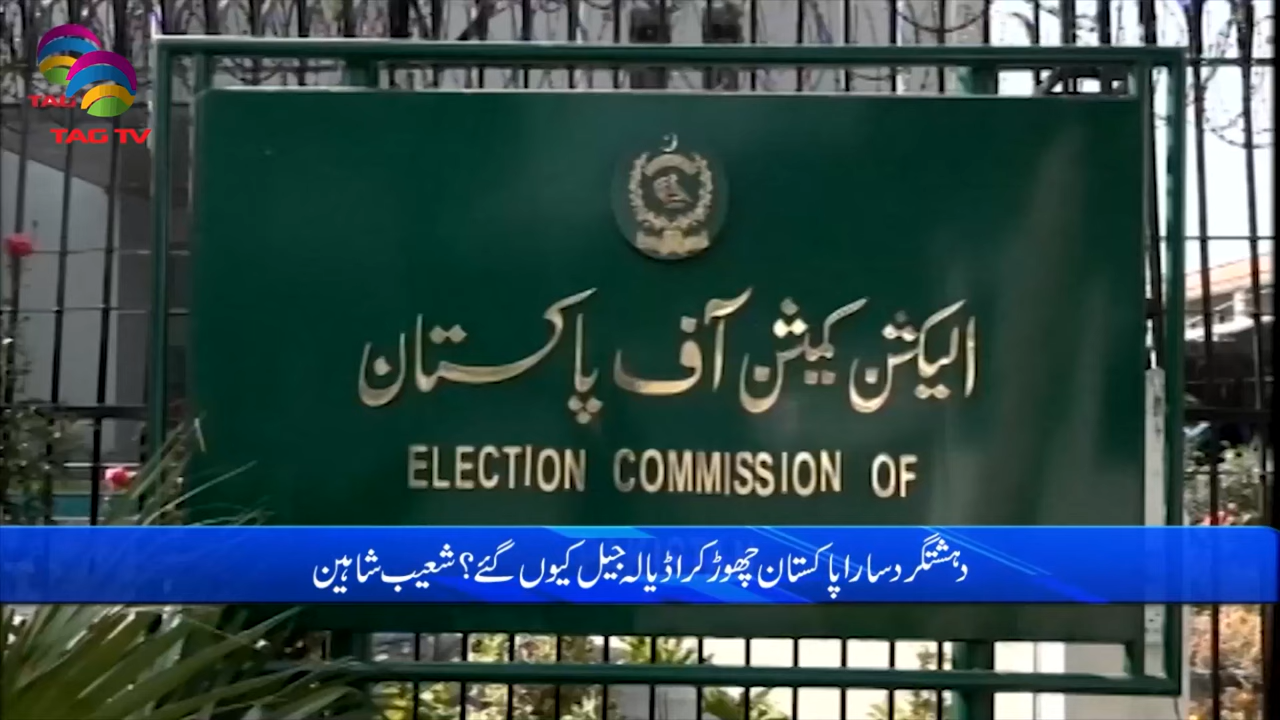 TAG
TAG TV
الیکشن کمیشن آف پاکستان
ELECTION COMMISSION OF
دہشتگرد سارا پاکستان چھوڑ کر اڈیالہ جیل کیوں گئے؟ شعیب شاہین